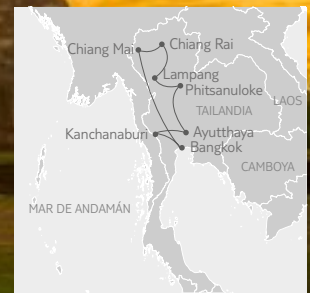 Chiang Rai
Chiang Mai
Lampang
Phitsanuloke
TAILANDIA
LAOS
Kanchanaburi
Ayutthaya
Bangkok
CAMBOYA
MAR DE ANDAMÁN